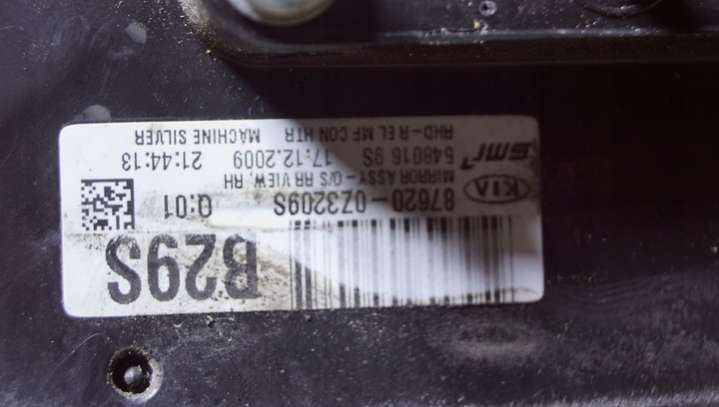 B29S
KIA 87620-0Z3209S Q:01
MIRROR ASSY-O/S RR VIEW, RH
smr 548016 9S 17.12.2009 21:44:13
RHD-R EL MF CON HTR MACHINE SILVER